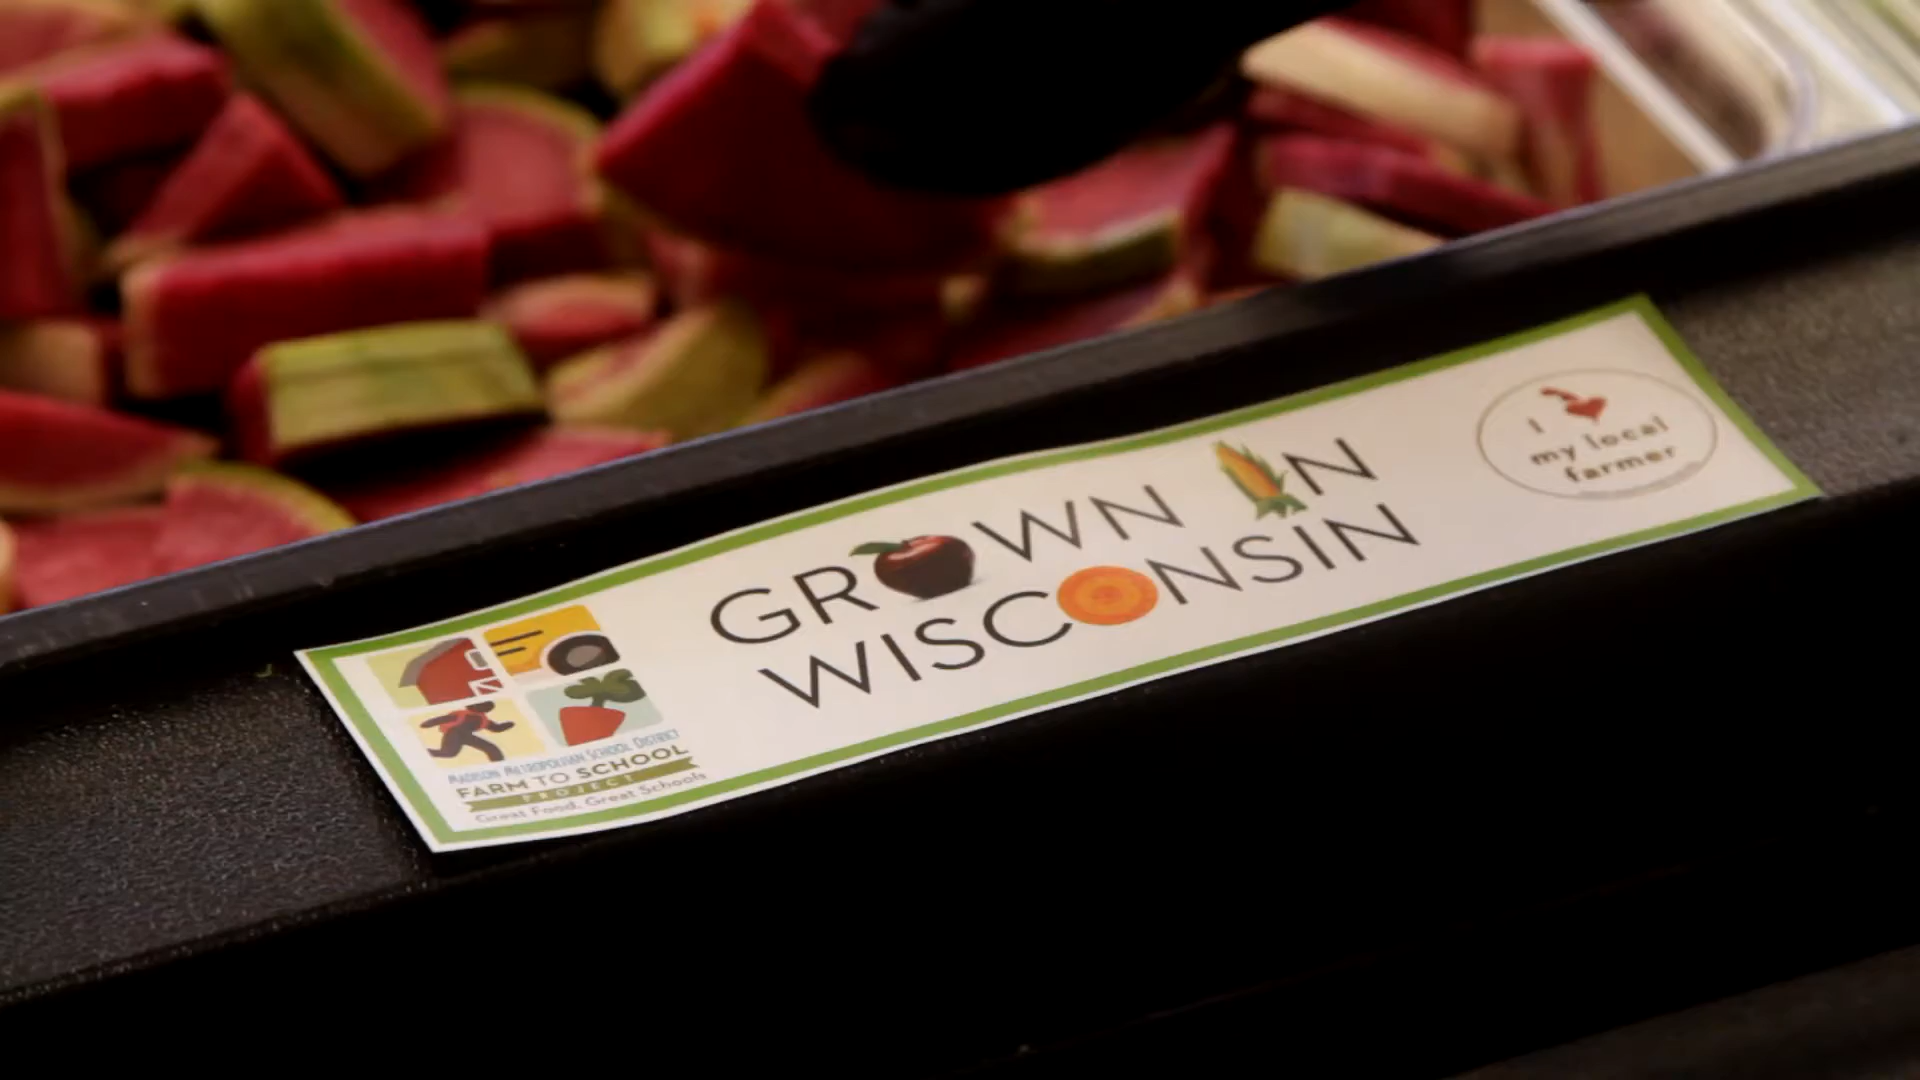 GROWN IN
WISCONSIN
I
my local
farmer
MADISON METROPOLITAN SCHOOL DISTRICT
FARM TO SCHOOL
PROJECT
Great Food. Great Schools